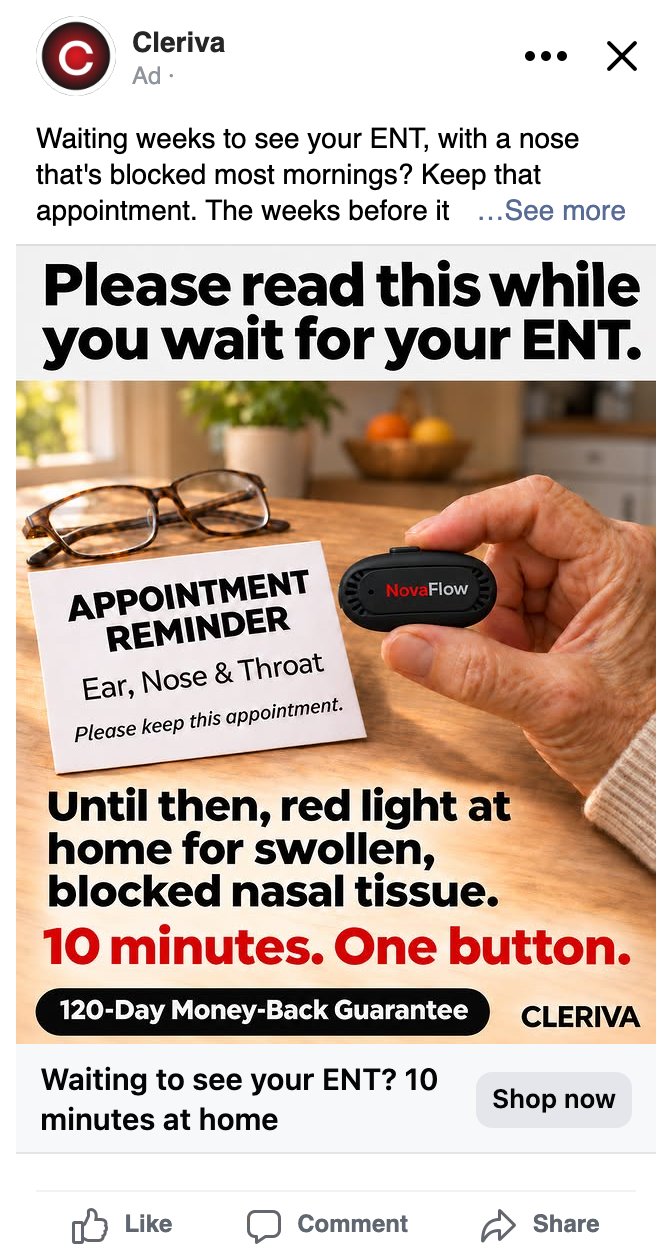 C
Cleriva
Ad ·
Waiting weeks to see your ENT, with a nose
that's blocked most mornings? Keep that
appointment. The weeks before it ...See more
Please read this while
you wait for your ENT.
APPOINTMENT
REMINDER
Ear, Nose & Throat
Please keep this appointment.
NovaFlow
Until then, red light at
home for swollen,
blocked nasal tissue.
10 minutes. One button.
120-Day Money-Back Guarantee
CLERIVA
Waiting to see your ENT? 10
minutes at home
Shop now
Like
Comment
Share